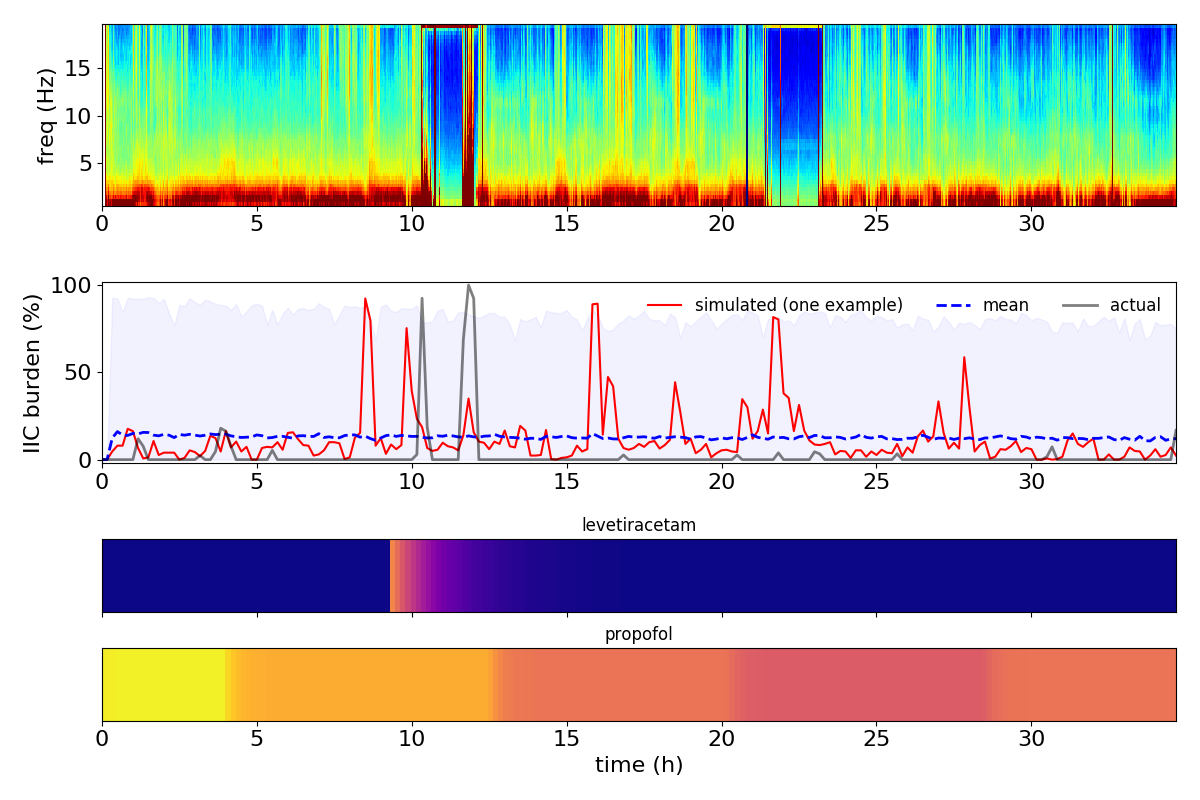 freq (Hz)
15
10
5
0 5 10 15 20 25 30
IIC burden (%)
100
50
0
simulated (one example) mean actual
0 5 10 15 20 25 30
levetiracetam
propofol
0 5 10 15 20 25 30
time (h)